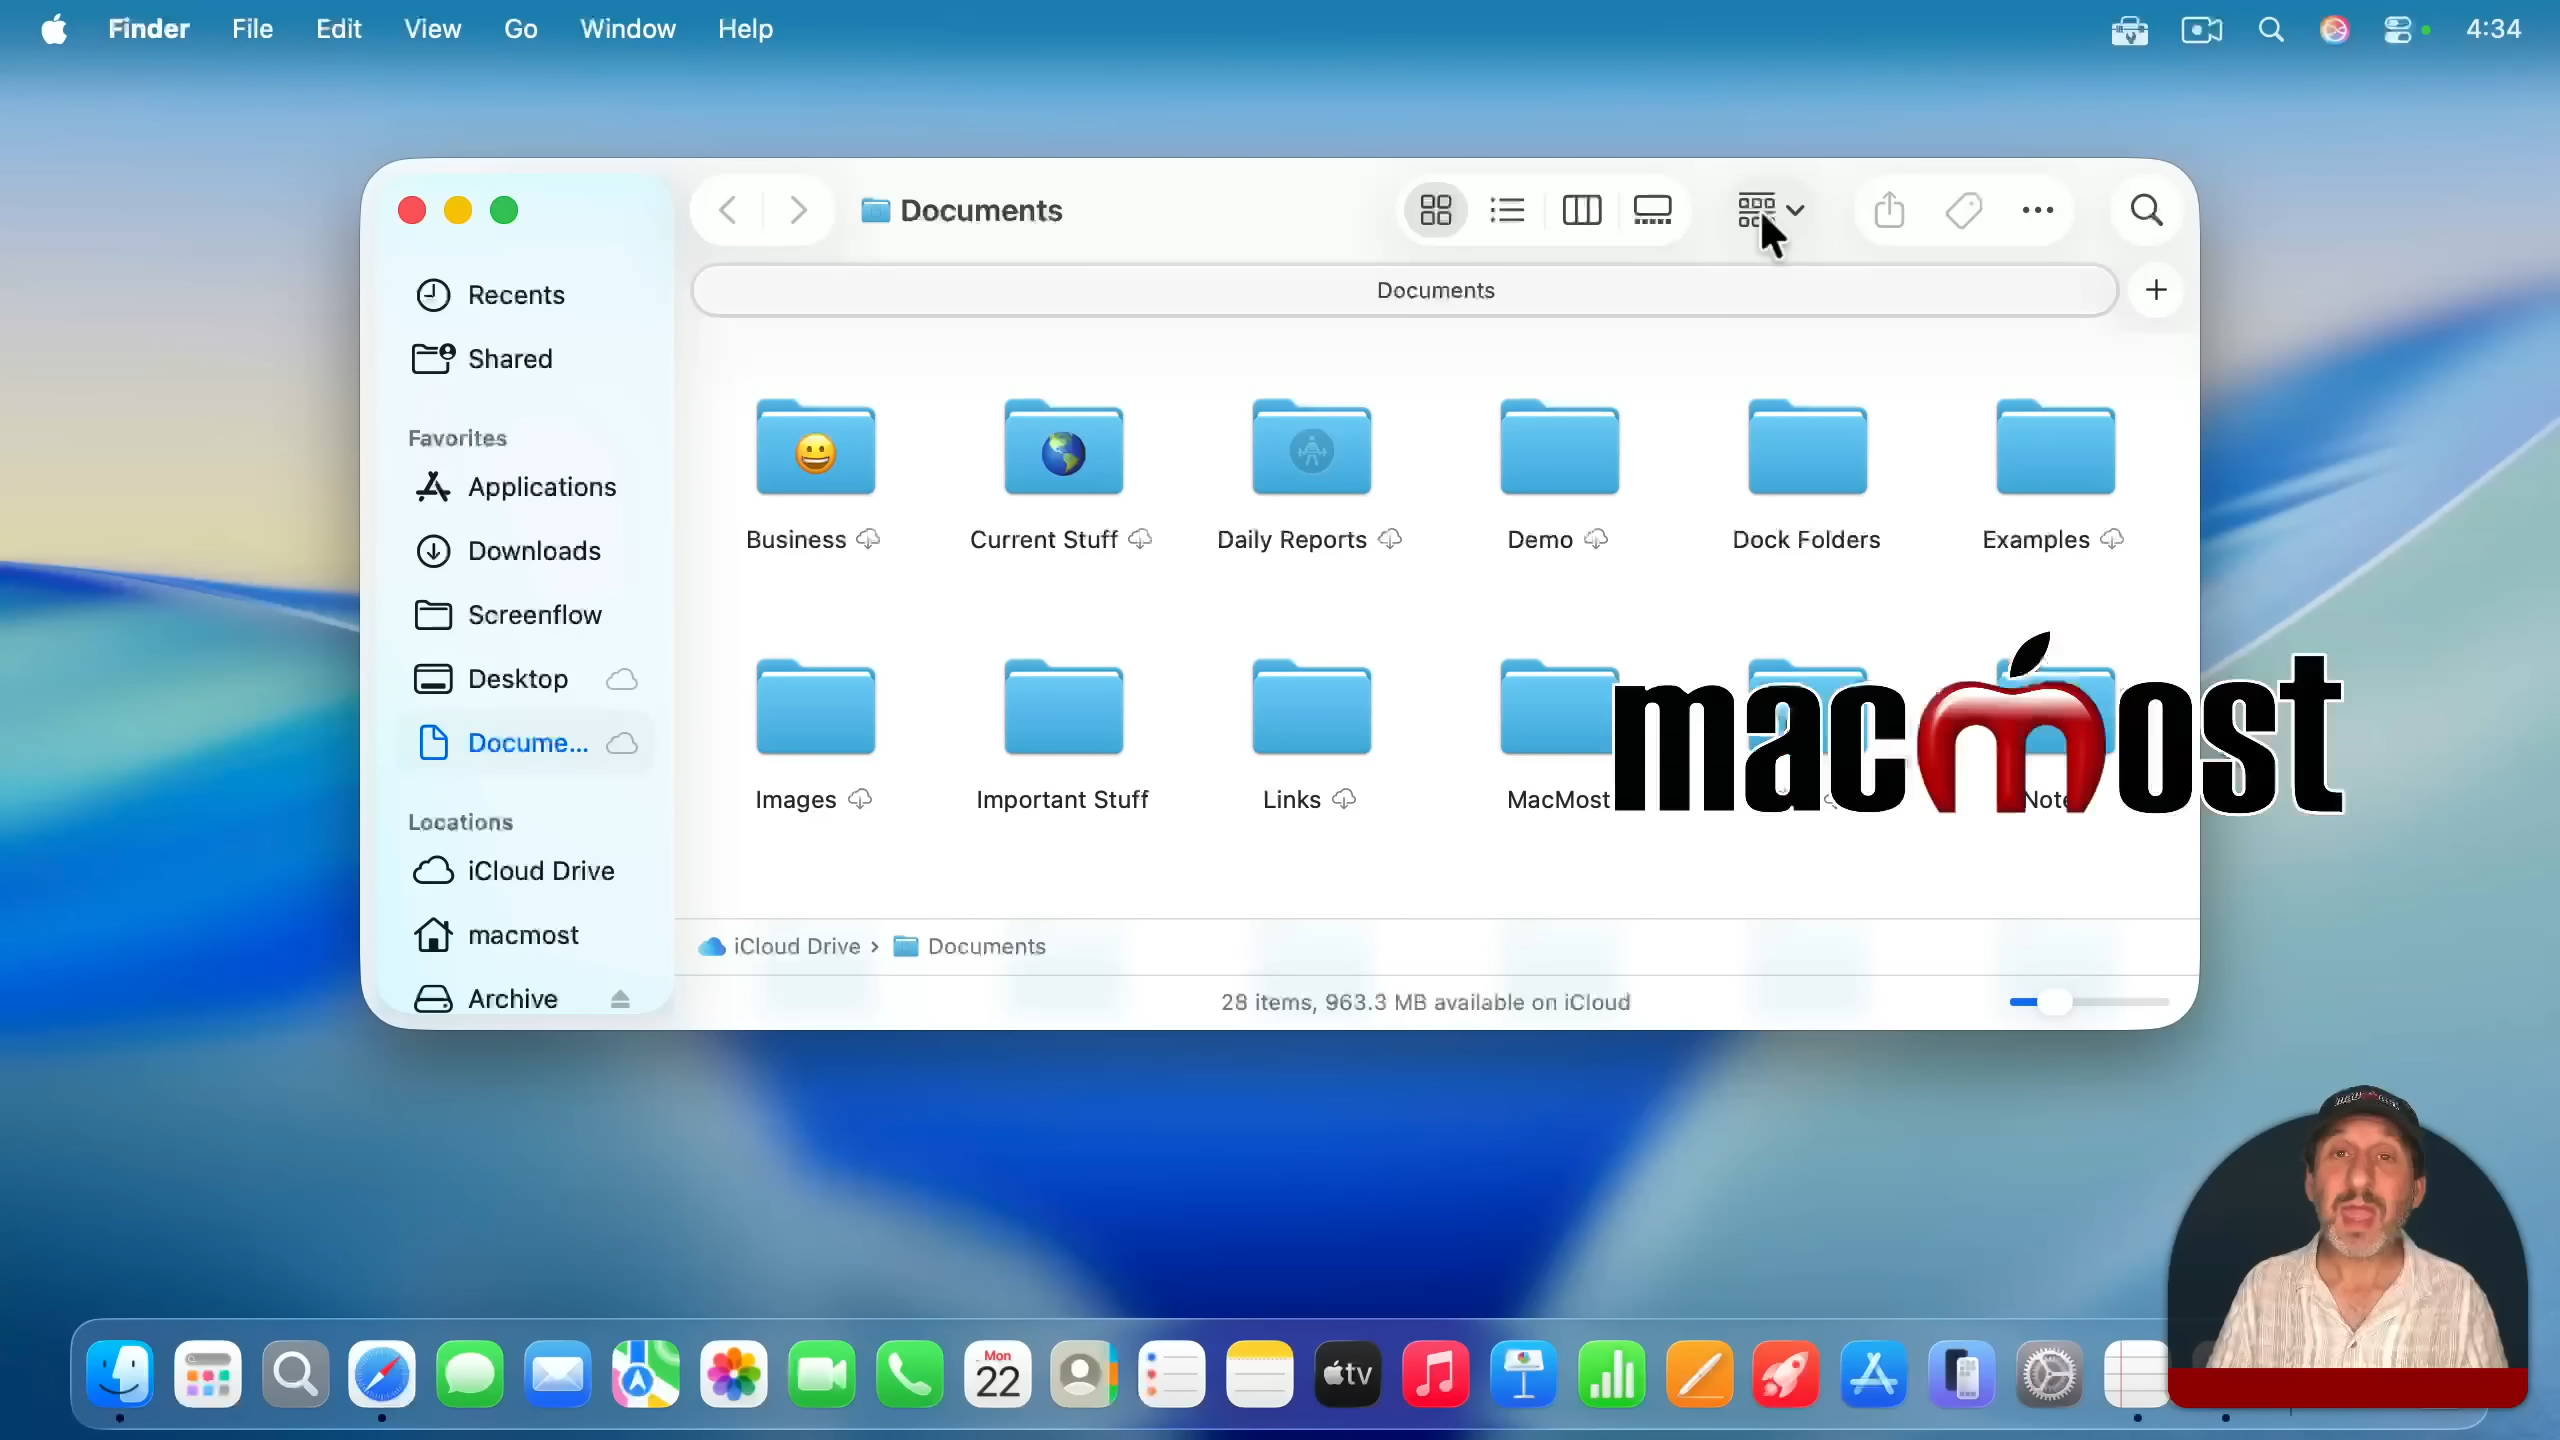 Finder File Edit View Go Window Help 4:34
Documents
Documents
Recents
Shared
Favorites
Applications
Downloads
Screenflow
Desktop
Docume...
Locations
iCloud Drive
macmost
Archive
Business Current Stuff Daily Reports Demo Dock Folders Examples
Images Important Stuff Links MacMost Note
macmost
iCloud Drive › Documents
28 items, 963.3 MB available on iCloud
Mon
22
tv